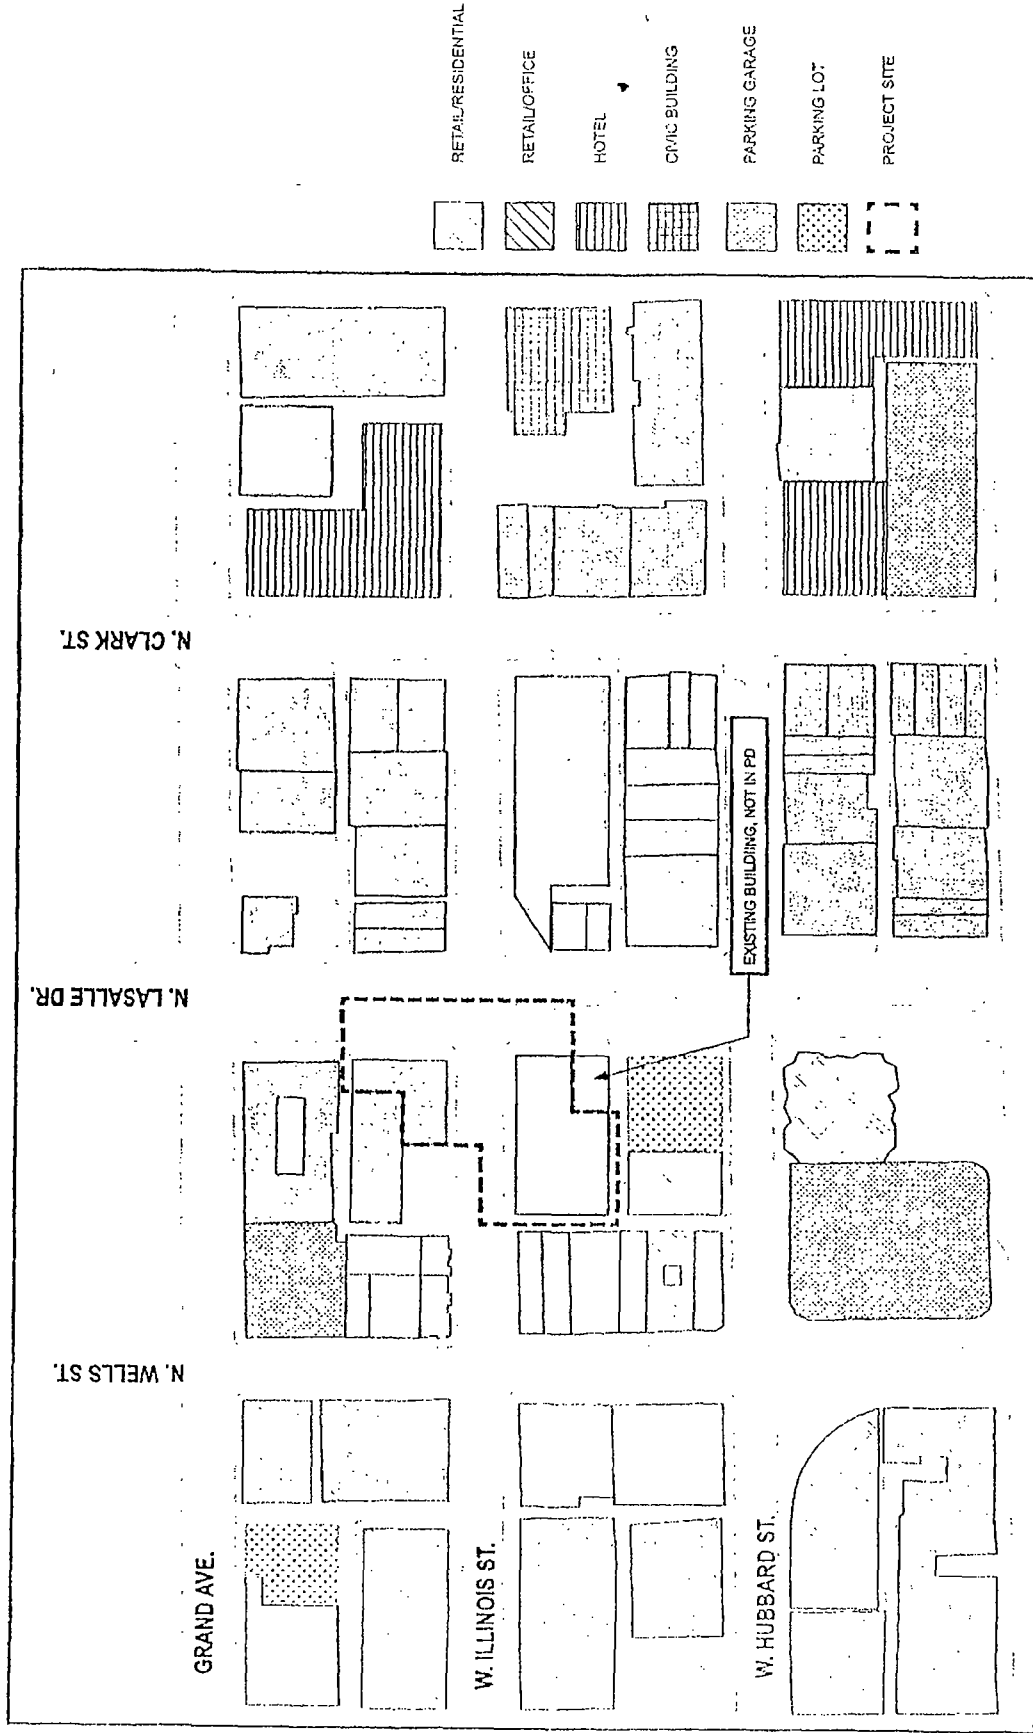 RETAIL/RESIDENTIAL
RETAIL/OFFICE
HOTEL
CIVIC BUILDING
PARKING GARAGE
PARKING LOT
PROJECT SITE
N. CLARK ST.
N. LASALLE DR.
N. WELLS ST.
GRAND AVE.
W. ILLINOIS ST.
W. HUBBARD ST.
EXISTING BUILDING, NOT IN PD